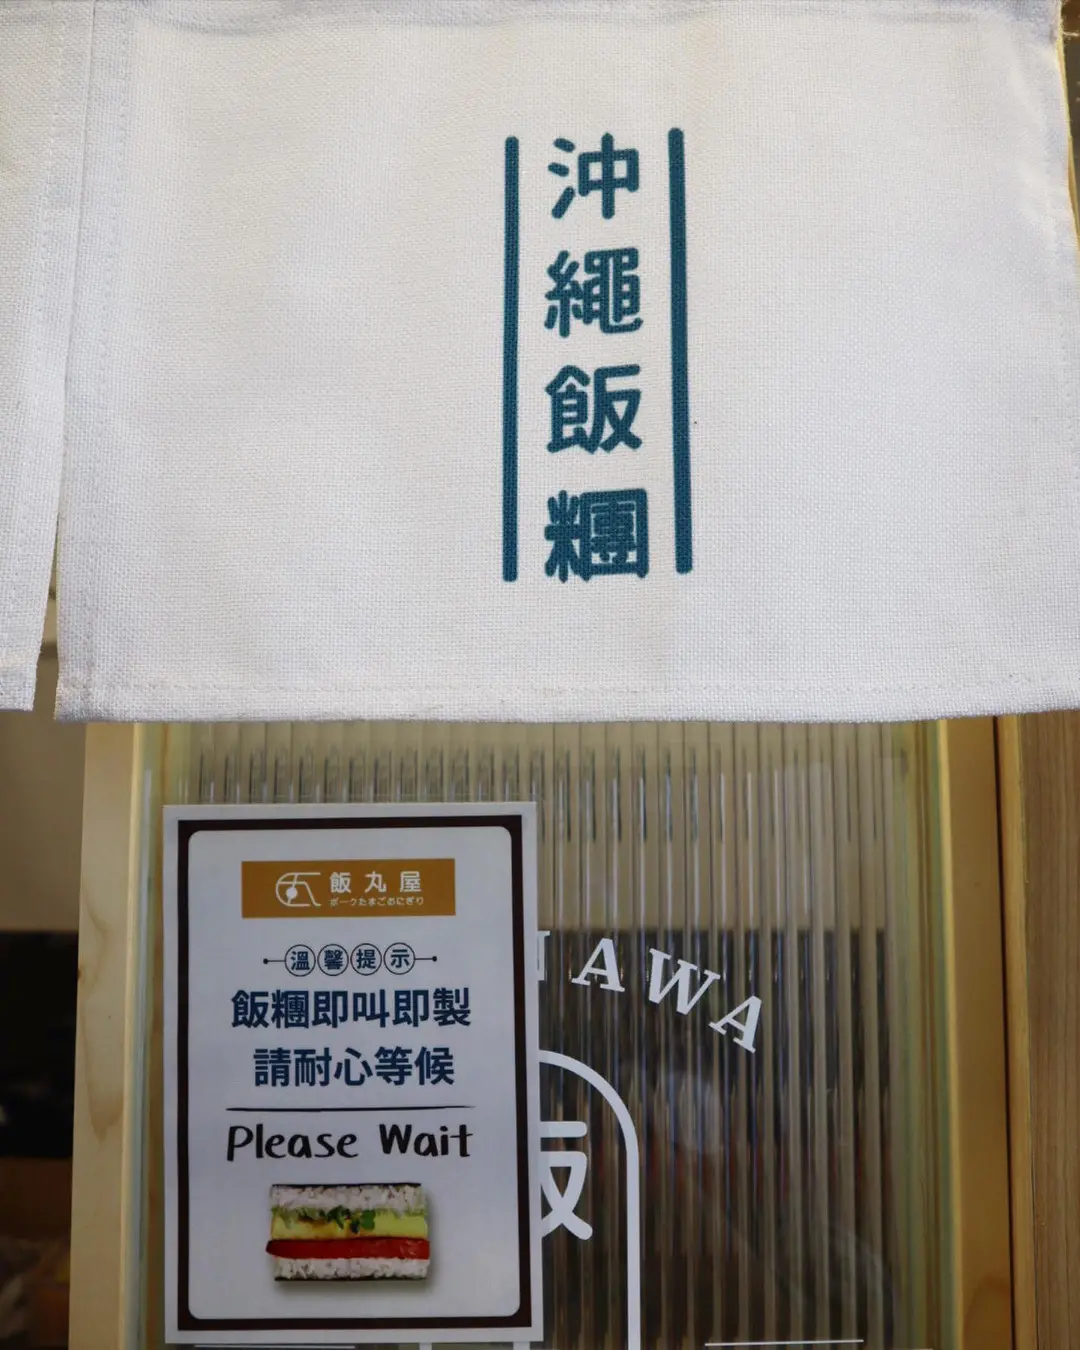 沖繩飯糰
飯丸屋
ポークたまごおにぎり
溫馨提示
飯糰即叫即製
請耐心等候
Please Wait
AWA